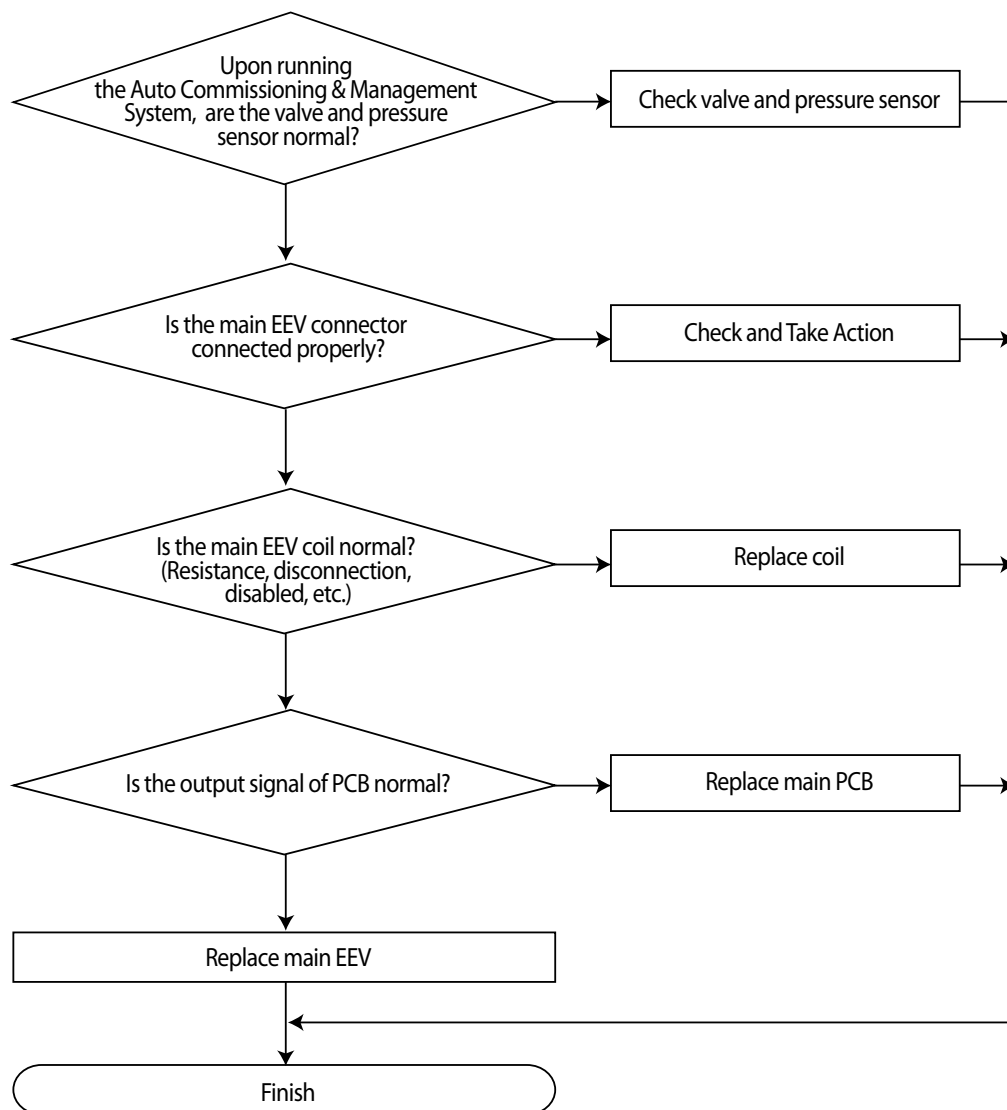 Upon running
the Auto Commissioning & Management
System, are the valve and pressure
sensor normal?
Check valve and pressure sensor
Is the main EEV connector
connected properly?
Check and Take Action
Is the main EEV coil normal?
(Resistance, disconnection,
disabled, etc.)
Replace coil
Is the output signal of PCB normal?
Replace main PCB
Replace main EEV
Finish